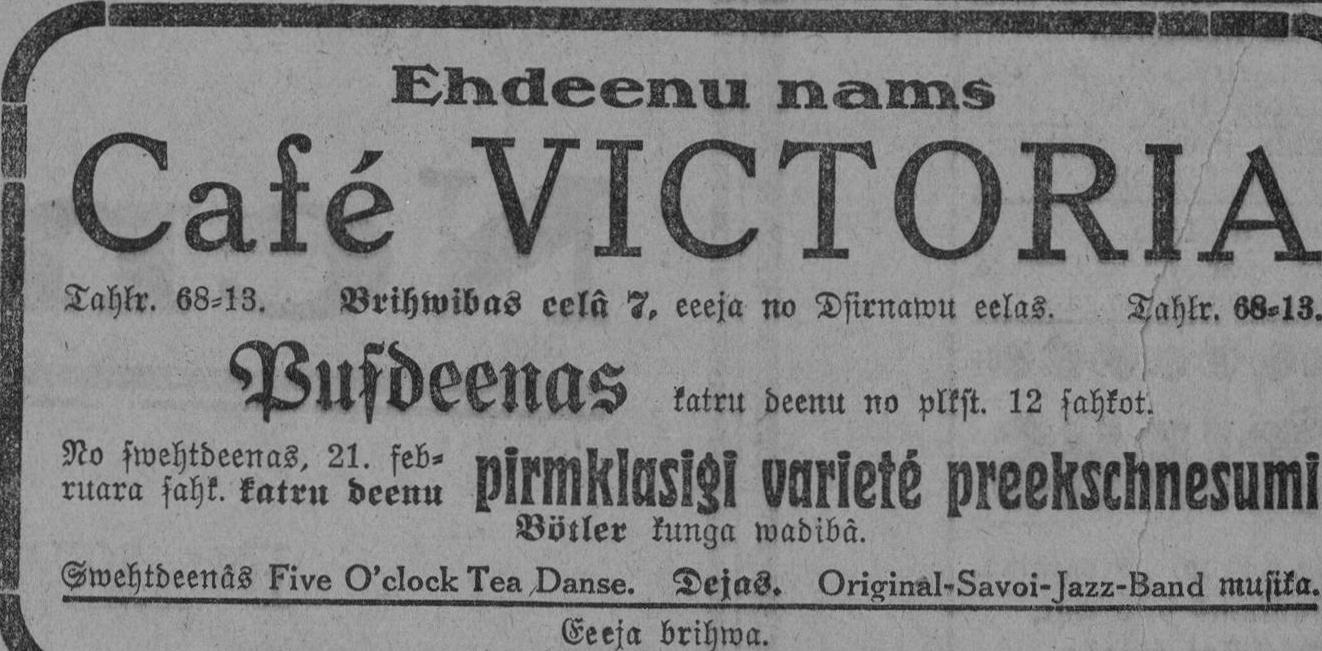 Ehdeenu nams
Café VICTORIA
Tahlr. 68-13. Brihwibas eelâ 7, eeeja no Dſirnawu eelas. Tahlr. 68-13.
Puſdeenas katru deenu no plkſt. 12 ſahkot.
No ſwehtdeenas, 21. feb-
ruara ſahk. katru deenu pirmklasigi varieté preekschnesumi
Bötler kunga wadibâ.
Swehtdeenâs Five O'clock Tea Danse. Dejas. Original-Savoi-Jazz-Band muſika.
Eeeja brihwa.